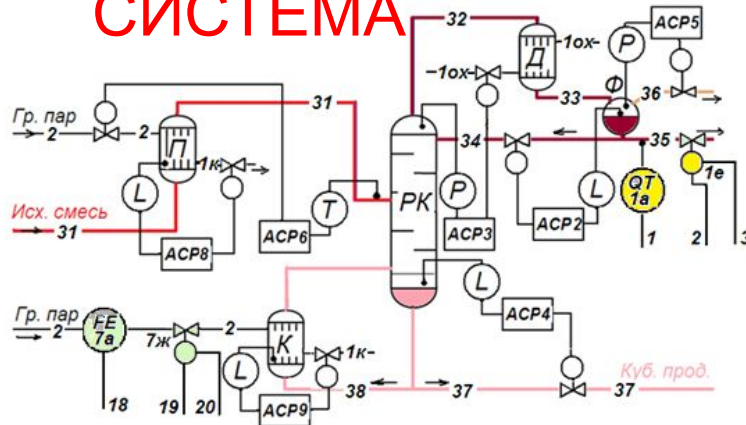 СИСТЕМА
32
Д
1ох
1ох
P
АСР5
Ф
36
33
Гр. пар
2
2
31
П
1к
L
34
35
1е
QT
1а
P
РК
T
АСР6
АСР3
АСР2
L
1
2
3
Исх. смесь
31
АСР8
L
АСР4
Гр. пар
2
FE
7а
7ж
2
К
1к
L
Куб. прод.
18
19
20
АСР9
38
37
37